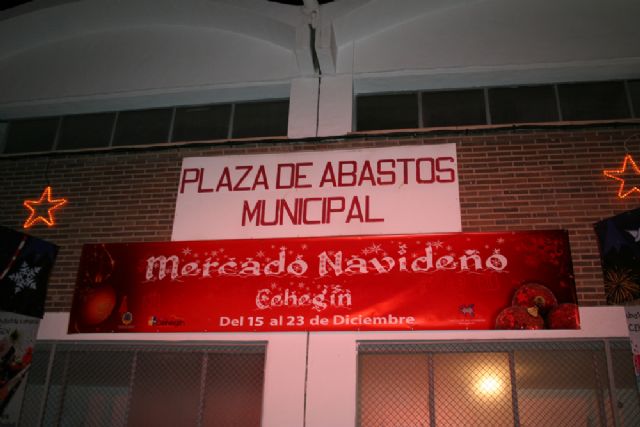 PLAZA DE ABASTOS
MUNICIPAL
Mercado Navideño
Cehegín
Del 15 al 23 de Diciembre